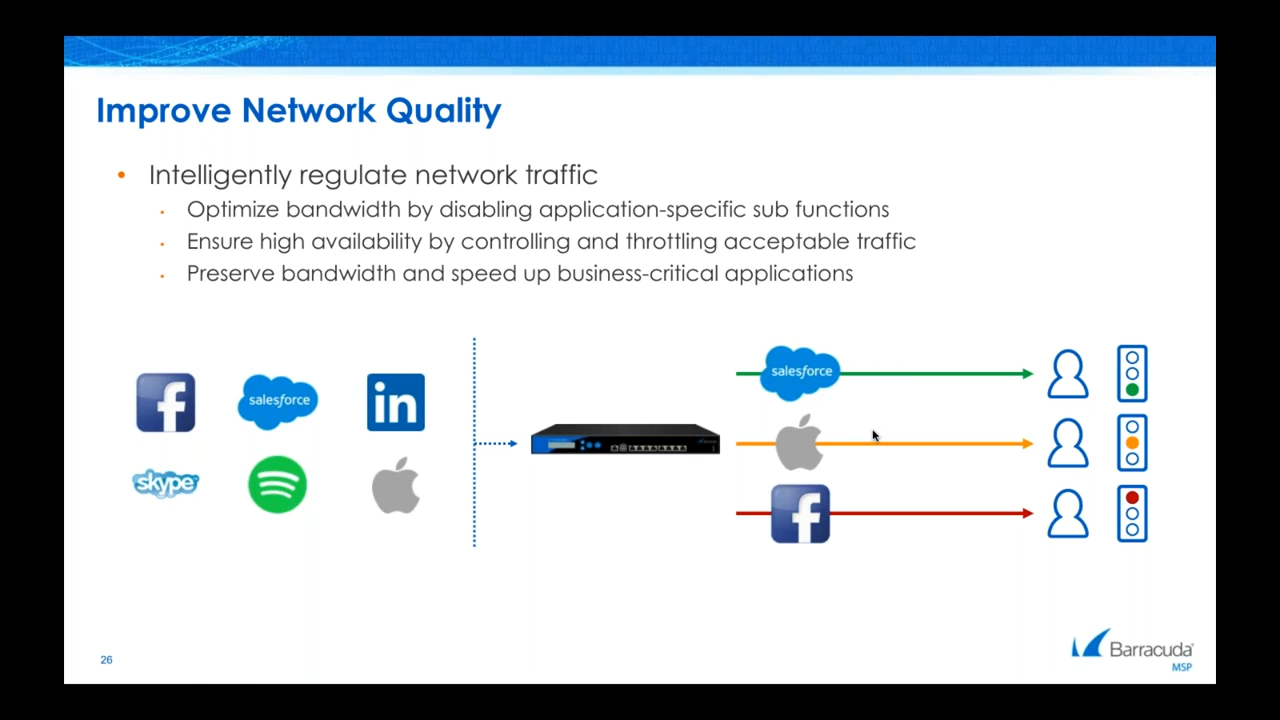 Improve Network Quality
• Intelligently regulate network traffic
• Optimize bandwidth by disabling application-specific sub functions
• Ensure high availability by controlling and throttling acceptable traffic
• Preserve bandwidth and speed up business-critical applications
salesforce
salesforce
in
skype
26
Barracuda
MSP